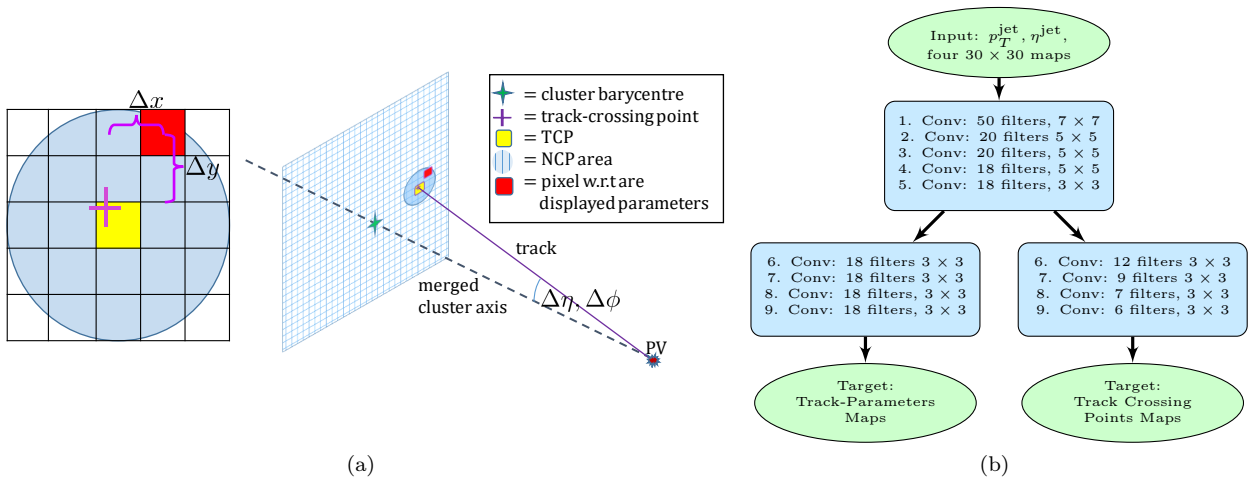 Δx
Δy
= cluster barycentre
= track-crossing point
= TCP
= NCP area
= pixel w.r.t are
displayed parameters
track
merged
cluster axis
Δη, Δϕ
PV
(a)
Input: p_T^jet, η^jet,
four 30 × 30 maps
1. Conv: 50 filters, 7 × 7
2. Conv: 20 filters 5 × 5
3. Conv: 20 filters, 5 × 5
4. Conv: 18 filters, 5 × 5
5. Conv: 18 filters, 3 × 3
6. Conv: 18 filters 3 × 3
7. Conv: 18 filters, 3 × 3
8. Conv: 18 filters, 3 × 3
9. Conv: 18 filters, 3 × 3
6. Conv: 12 filters 3 × 3
7. Conv: 9 filters, 3 × 3
8. Conv: 7 filters, 3 × 3
9. Conv: 6 filters, 3 × 3
Target:
Track-Parameters
Maps
Target:
Track Crossing
Points Maps
(b)